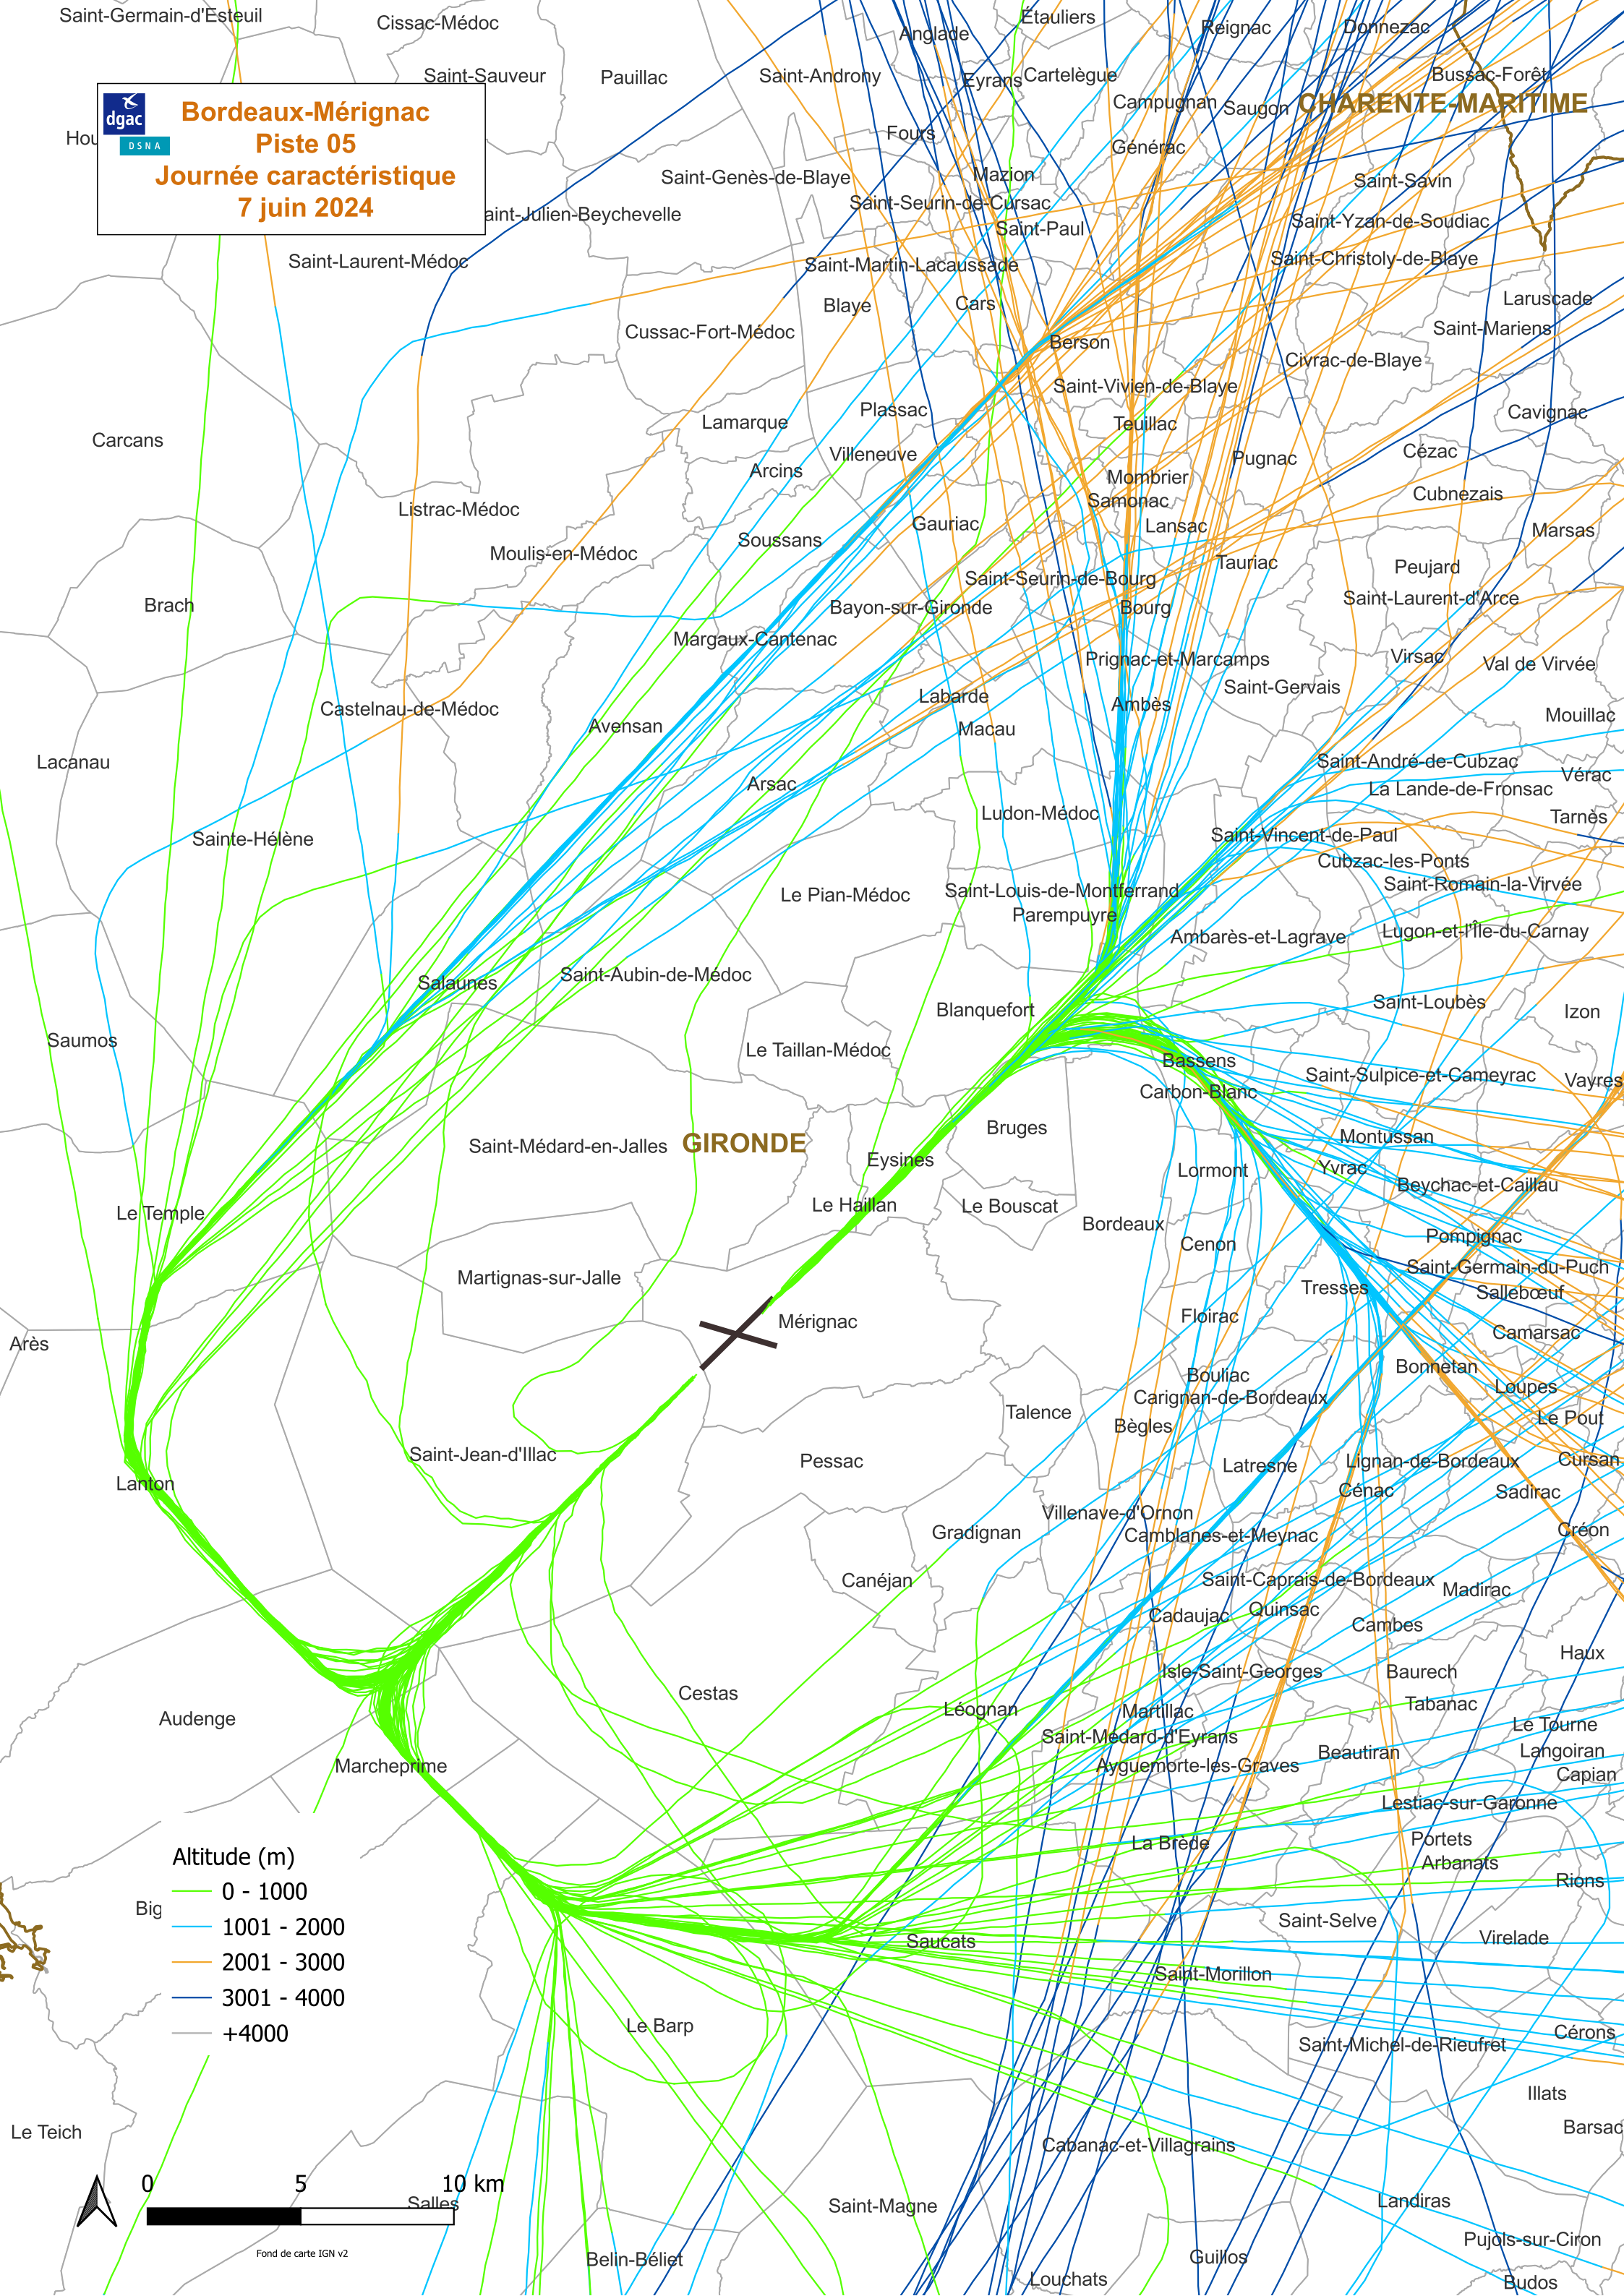 Saint-Germain-d'Esteuil
Cissac-Médoc
Étauliers
Anglade
Reignac
Donnezac
Saint-Sauveur
Pauillac
Saint-Androny
Eyrans
Cartelègue
Bussac-Forêt
CHARENTE-MARITIME
Campugnan
Saugon
dgac
DSNA
Bordeaux-Mérignac
Piste 05
Journée caractéristique
7 juin 2024
Hou
Fours
Générac
Saint-Genès-de-Blaye
Mazion
Saint-Savin
Saint-Seurin-de-Cursac
aint-Julien-Beychevelle
Saint-Paul
Saint-Yzan-de-Soudiac
Saint-Laurent-Médoc
Saint-Martin-Lacaussade
Saint-Christoly-de-Blaye
Blaye
Cars
Laruscade
Cussac-Fort-Médoc
Berson
Saint-Mariens
Civrac-de-Blaye
Saint-Vivien-de-Blaye
Plassac
Cavignac
Lamarque
Teuillac
Carcans
Villeneuve
Pugnac
Cézac
Arcins
Mombrier
Samonac
Cubnezais
Listrac-Médoc
Gauriac
Lansac
Marsas
Soussans
Moulis-en-Médoc
Tauriac
Peujard
Saint-Seurin-de-Bourg
Brach
Bayon-sur-Gironde
Bourg
Saint-Laurent-d'Arce
Margaux-Cantenac
Prignac-et-Marcamps
Virsac
Val de Virvée
Saint-Gervais
Labarde
Castelnau-de-Médoc
Ambès
Mouillac
Avensan
Macau
Lacanau
Saint-André-de-Cubzac
Vérac
Arsac
La Lande-de-Fronsac
Ludon-Médoc
Tarnès
Sainte-Hélène
Saint-Vincent-de-Paul
Cubzac-les-Ponts
Le Pian-Médoc
Saint-Louis-de-Montferrand
Saint-Romain-la-Virvée
Parempuyre
Ambarès-et-Lagrave
Lugon-et-l'Île-du-Carnay
Salaunes
Saint-Aubin-de-Médoc
Blanquefort
Saint-Loubès
Izon
Saumos
Le Taillan-Médoc
Bassens
Saint-Sulpice-et-Cameyrac
Vayres
Carbon-Blanc
Bruges
Saint-Médard-en-Jalles
GIRONDE
Montussan
Eysines
Lormont
Yvrac
Beychac-et-Caillau
Le Temple
Le Haillan
Le Bouscat
Bordeaux
Cenon
Pompignac
Saint-Germain-du-Puch
Martignas-sur-Jalle
Tresses
Sallebœuf
Mérignac
Floirac
Arès
Camarsac
Bonnetan
Bouliac
Loupes
Carignan-de-Bordeaux
Talence
Bègles
Le Pout
Saint-Jean-d'Illac
Pessac
Latresne
Lignan-de-Bordeaux
Cursan
Lanton
Cénac
Sadirac
Villenave-d'Ornon
Gradignan
Camblanes-et-Meynac
Créon
Canéjan
Saint-Caprais-de-Bordeaux
Madirac
Cadaujac
Quinsac
Cambes
Haux
Isle-Saint-Georges
Baurech
Cestas
Tabanac
Audenge
Léognan
Martillac
Le Tourne
Saint-Médard-d'Eyrans
Beautiran
Langoiran
Marcheprime
Ayguemorte-les-Graves
Capian
Lestiac-sur-Garonne
La Brède
Portets
Arbanats
Rions
Altitude (m)
0 - 1000
Big
1001 - 2000
2001 - 3000
3001 - 4000
+4000
Saint-Selve
Saucats
Virelade
Saint-Morillon
Le Barp
Cérons
Saint-Michel-de-Rieufret
Illats
Le Teich
Barsac
Cabanac-et-Villagrains
0 5 10 km
Salles
Saint-Magne
Landiras
Pujols-sur-Ciron
Fond de carte IGN v2
Belin-Béliet
Guillos
Louchats
Budos